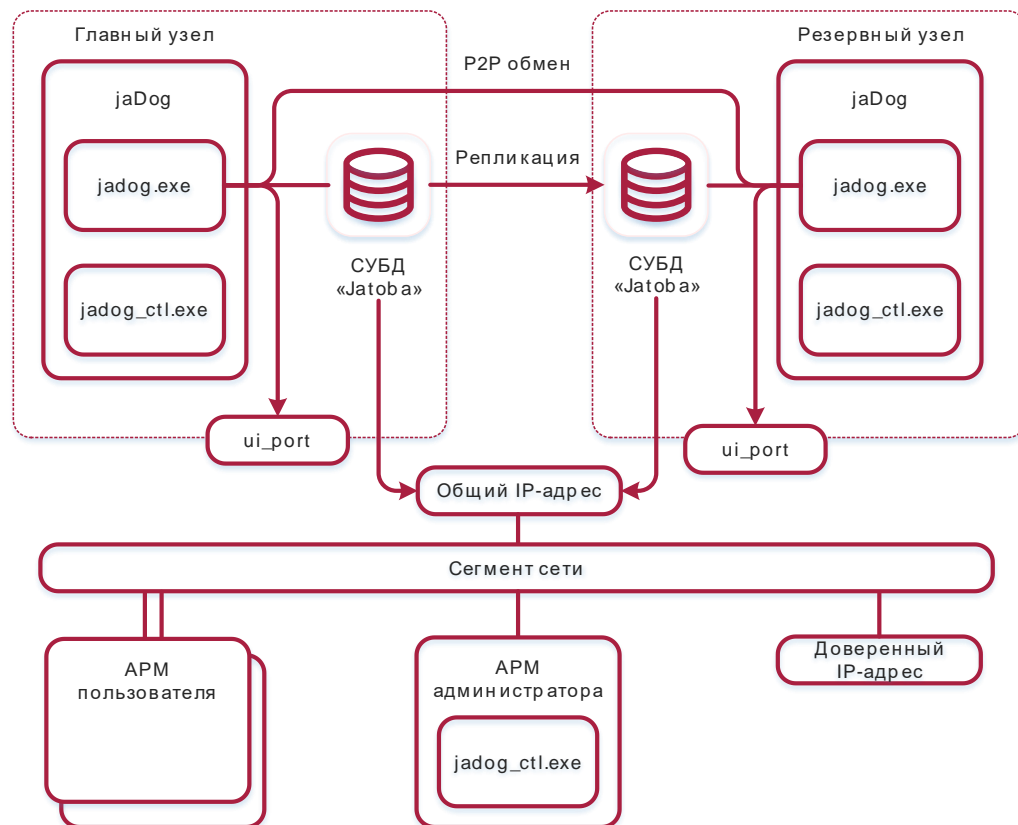 Главный узел
Резервный узел
P2P обмен
jaDog
jaDog
jadog.exe
Репликация
jadog.exe
СУБД
«Jatoba»
СУБД
«Jatoba»
jadog_ctl.exe
jadog_ctl.exe
ui_port
ui_port
Общий IP-адрес
Сегмент сети
АРМ
пользователя
АРМ
администратора
Доверенный
IP-адрес
jadog_ctl.exe